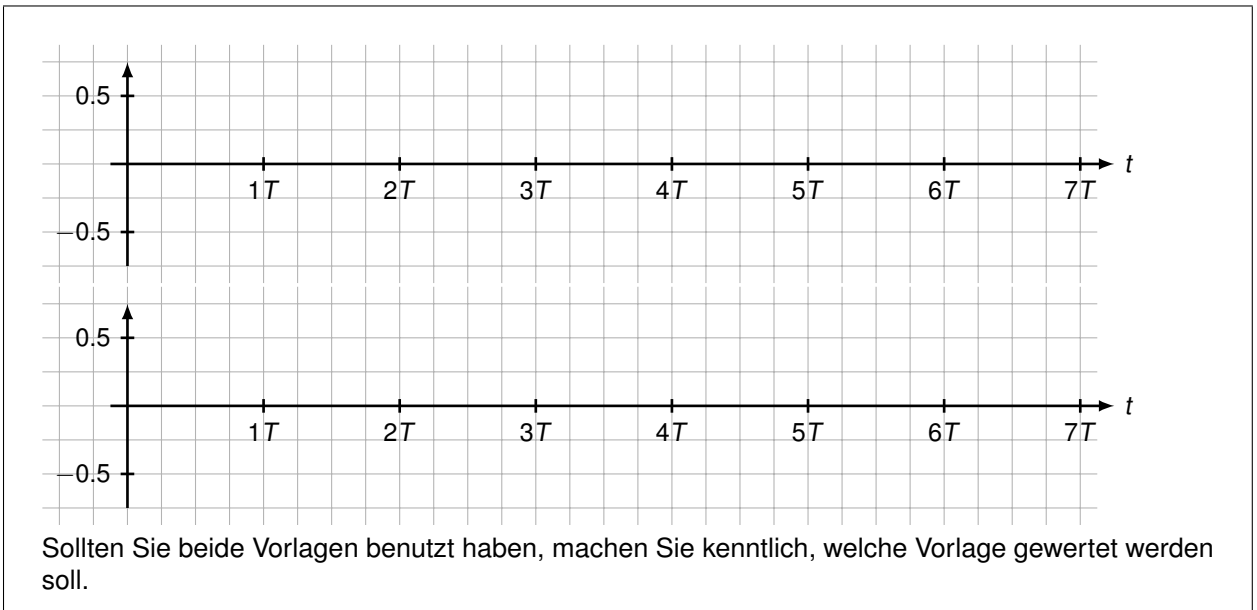 0.5
t
1T 2T 3T 4T 5T 6T 7T
−0.5
0.5
t
1T 2T 3T 4T 5T 6T 7T
−0.5
Sollten Sie beide Vorlagen benutzt haben, machen Sie kenntlich, welche Vorlage gewertet werden
soll.